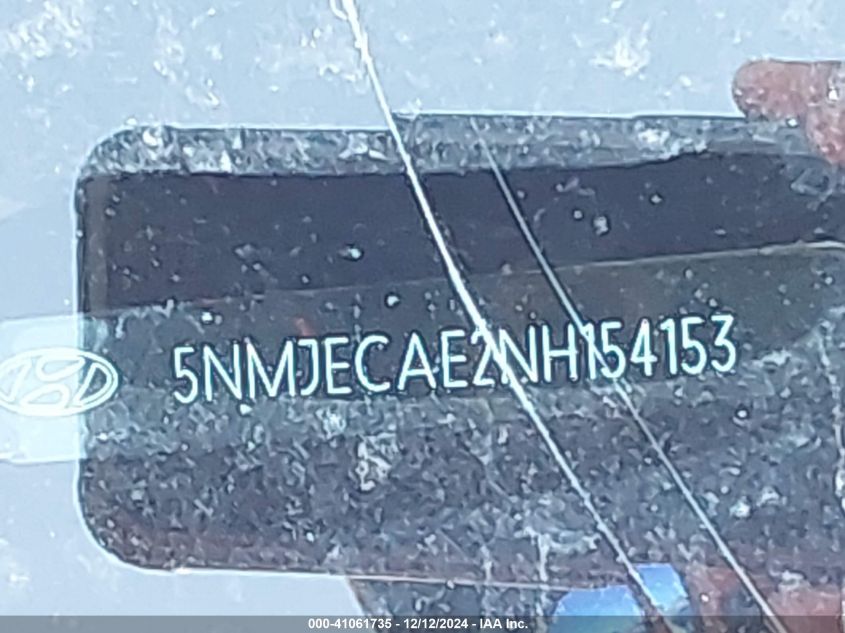 5NMJECAE2NH154153
000-41061735 - 12/12/2024 - IAA Inc.